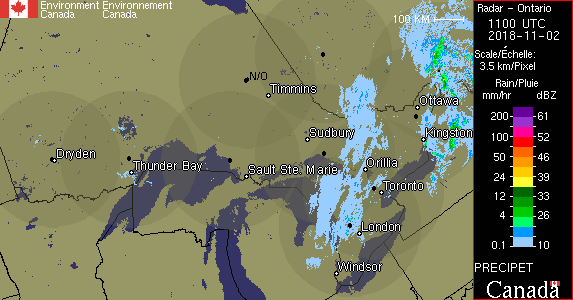 Environment Environnement
Canada Canada
100 KM
N/O
Timmins
Ottawa
Sudbury
Kingston
Dryden
Thunder Bay
Sault Ste. Marie
Orillia
Toronto
London
Windsor
Radar - Ontario
1100 UTC
2018-11-02
Scale/Échelle:
3.5 km/Pixel
Rain/Pluie
mm/hr dBZ
200 61
100 52
50 46
24 39
12 34
4 26
0.1 10
PRECIPET
Canada